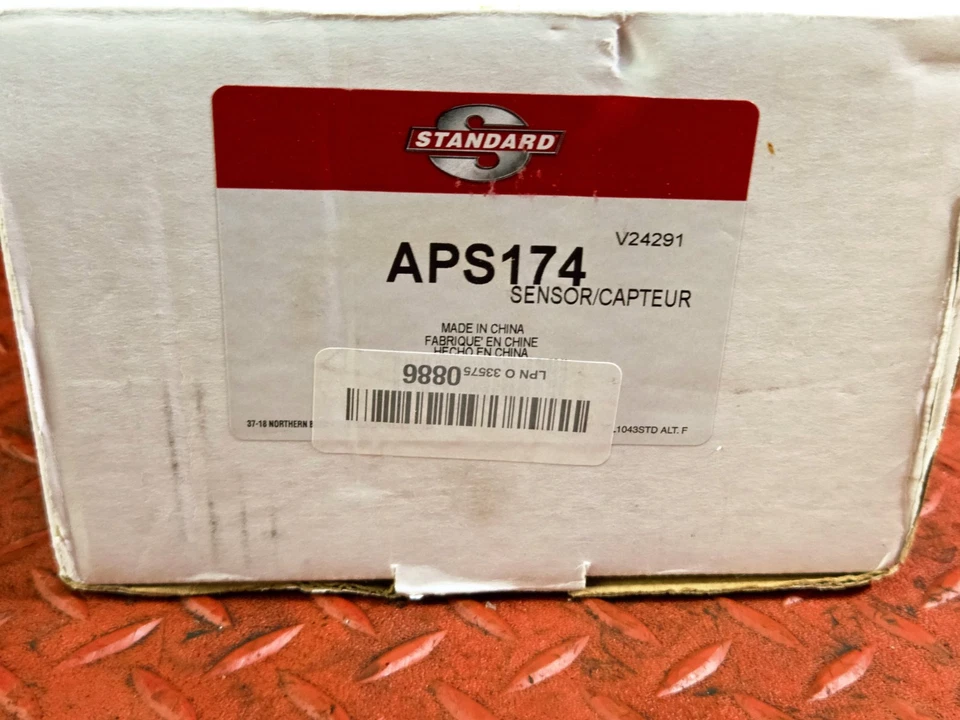 STANDARD
V24291
APS174
SENSOR/CAPTEUR
MADE IN CHINA
FABRIQUE' EN CHINE
HECHO EN CHINA
LPN O 33575 0886
37-18 NORTHERN
1043STD ALT. F